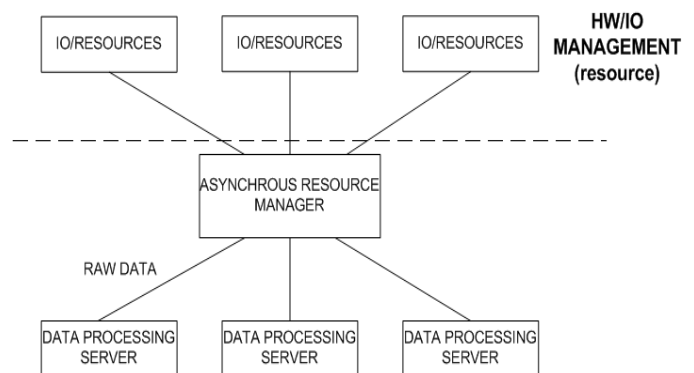 IO/RESOURCES
IO/RESOURCES
IO/RESOURCES
HW/IO
MANAGEMENT
(resource)
ASYNCHROUS RESOURCE
MANAGER
RAW DATA
DATA PROCESSING
SERVER
DATA PROCESSING
SERVER
DATA PROCESSING
SERVER